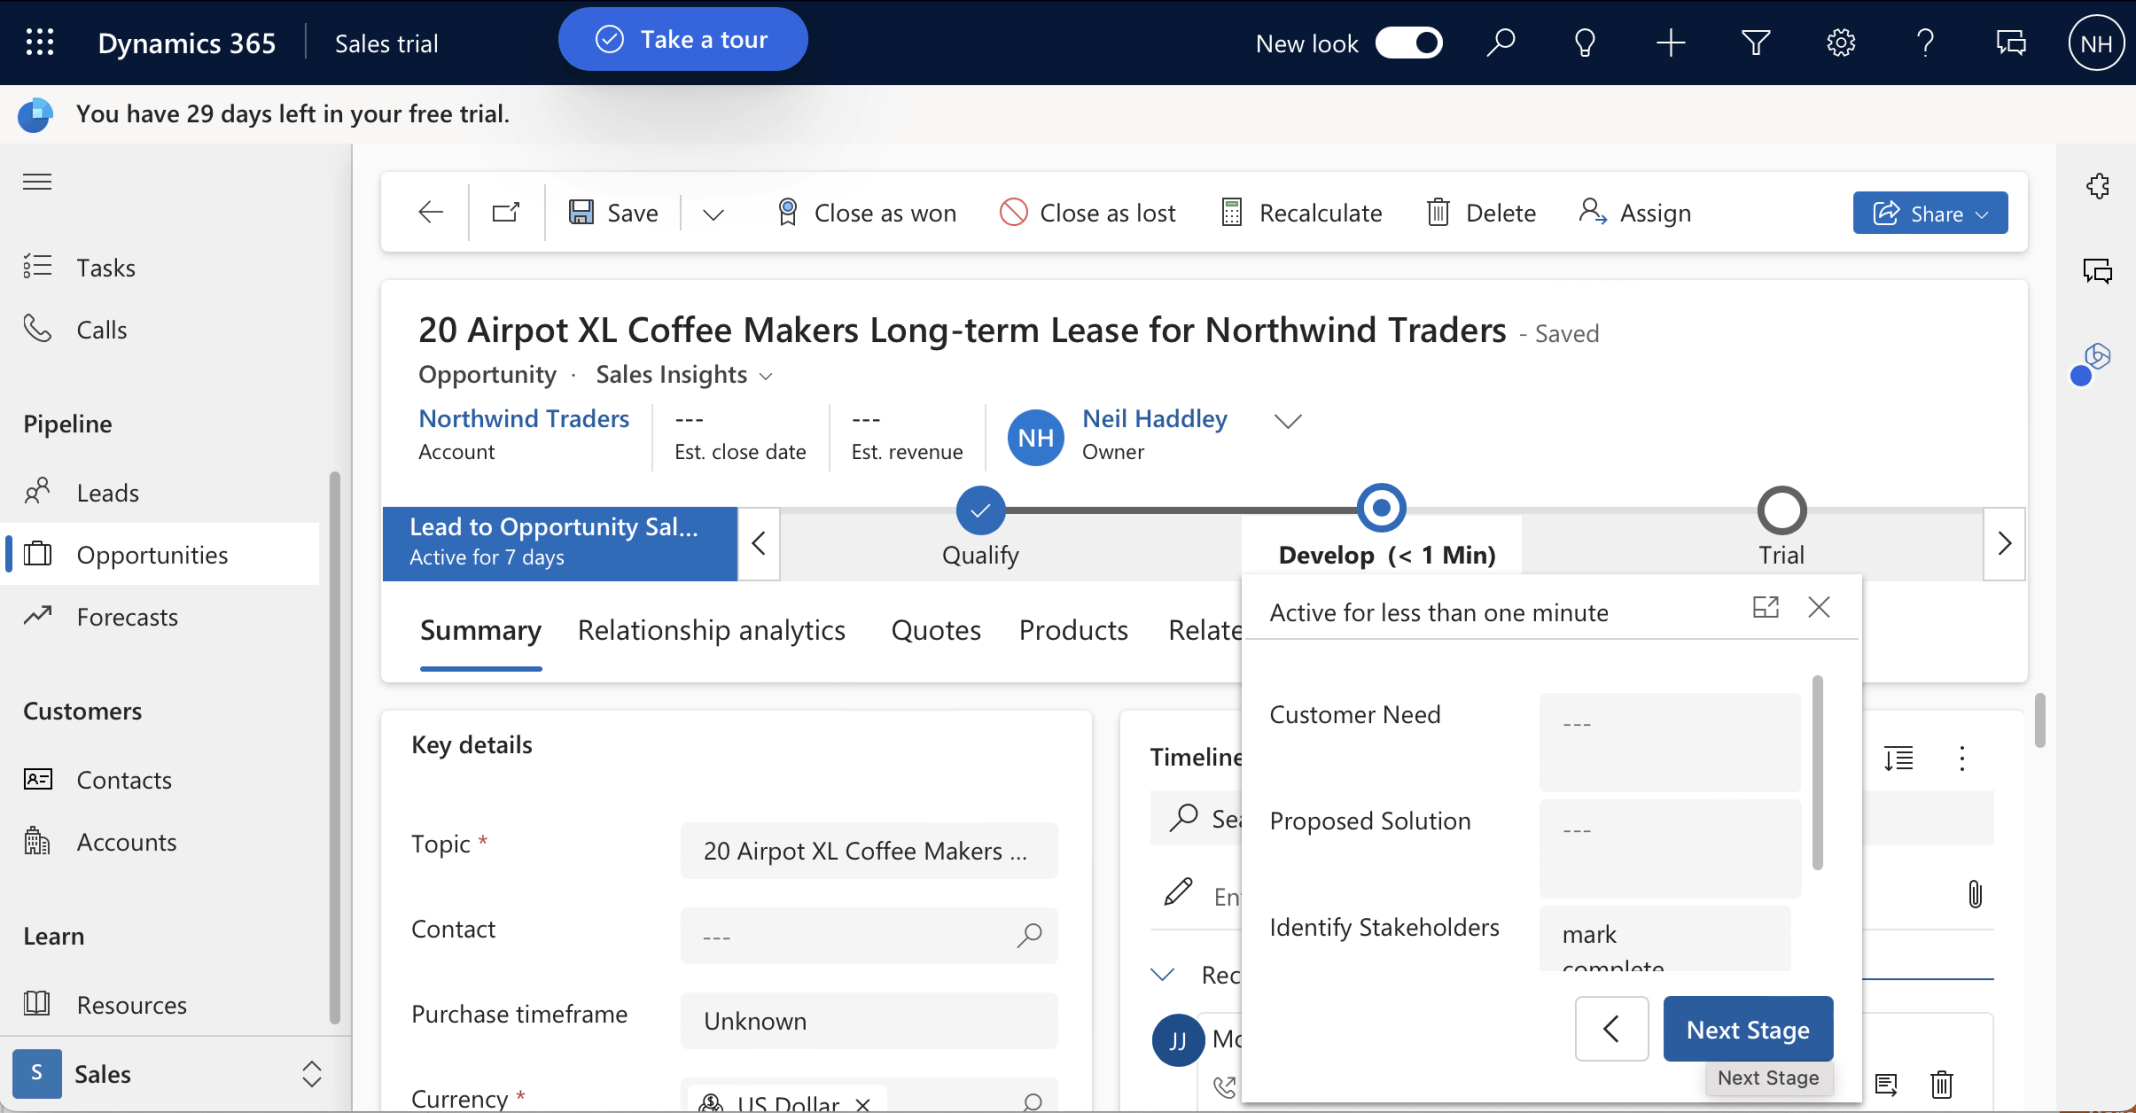 Dynamics 365
Sales trial
Take a tour
New look
NH
You have 29 days left in your free trial.
Save
Close as won
Close as lost
Recalculate
Delete
Assign
Share
Tasks
Calls
Pipeline
Leads
Opportunities
Forecasts
Customers
Contacts
Accounts
Learn
Resources
S
Sales
20 Airpot XL Coffee Makers Long-term Lease for Northwind Traders - Saved
Opportunity · Sales Insights
Northwind Traders
Account
---
Est. close date
---
Est. revenue
NH
Neil Haddley
Owner
Lead to Opportunity Sal...
Active for 7 days
Qualify
Develop (< 1 Min)
Trial
Summary
Relationship analytics
Quotes
Products
Relate
Active for less than one minute
Customer Need
---
Proposed Solution
---
Identify Stakeholders
mark
complete
Next Stage
Next Stage
Key details
Topic *
20 Airpot XL Coffee Makers ...
Contact
---
Purchase timeframe
Unknown
Currency *
US Dollar
Timeline
Sea
En
Rec
JJ
Mo